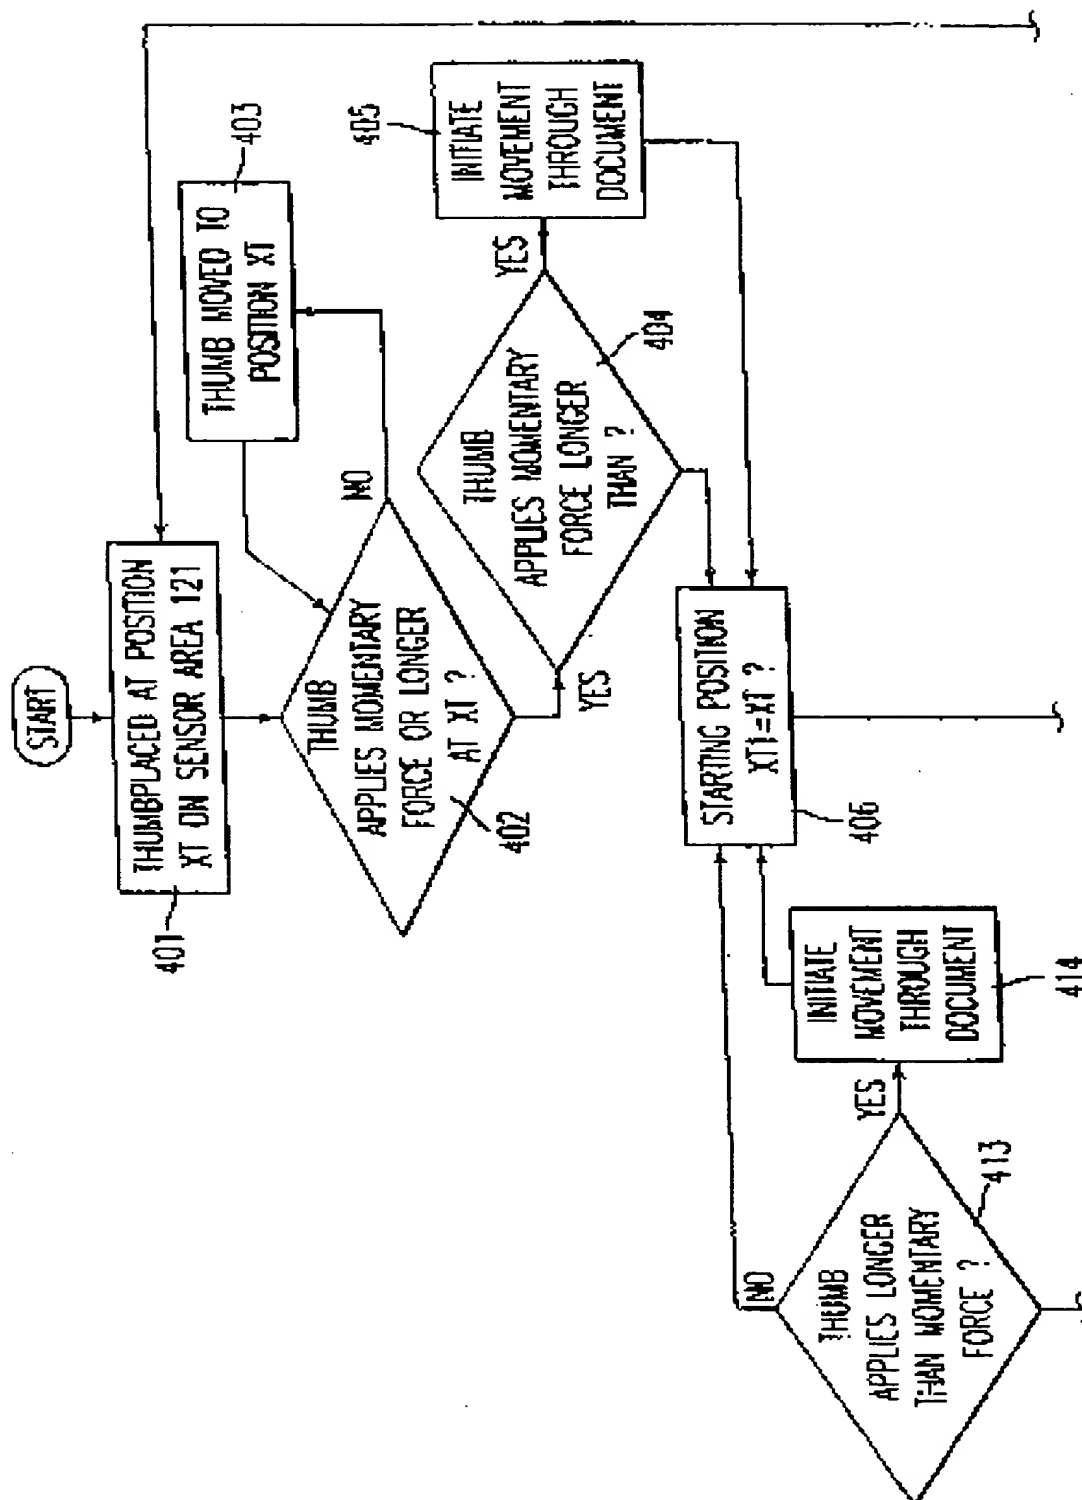 START
THUMBPLACED AT POSITION
XT ON SENSOR AREA 121
401
THUMB
APPLIES MOMENTARY
FORCE OR LONGER
AT XT ?
402
NO
THUMB MOVED TO
POSITION XT
403
YES
THUMB
APPLIES MOMENTARY
FORCE LONGER
THAN ?
404
YES
INITIATE
MOVEMENT
THROUGH
DOCUMENT
405
STARTING POSITION
XT1=XT ?
406
THUMB
APPLIES LONGER
THAN MOMENTARY
FORCE ?
413
NO
YES
INITIATE
MOVEMENT
THROUGH
DOCUMENT
414